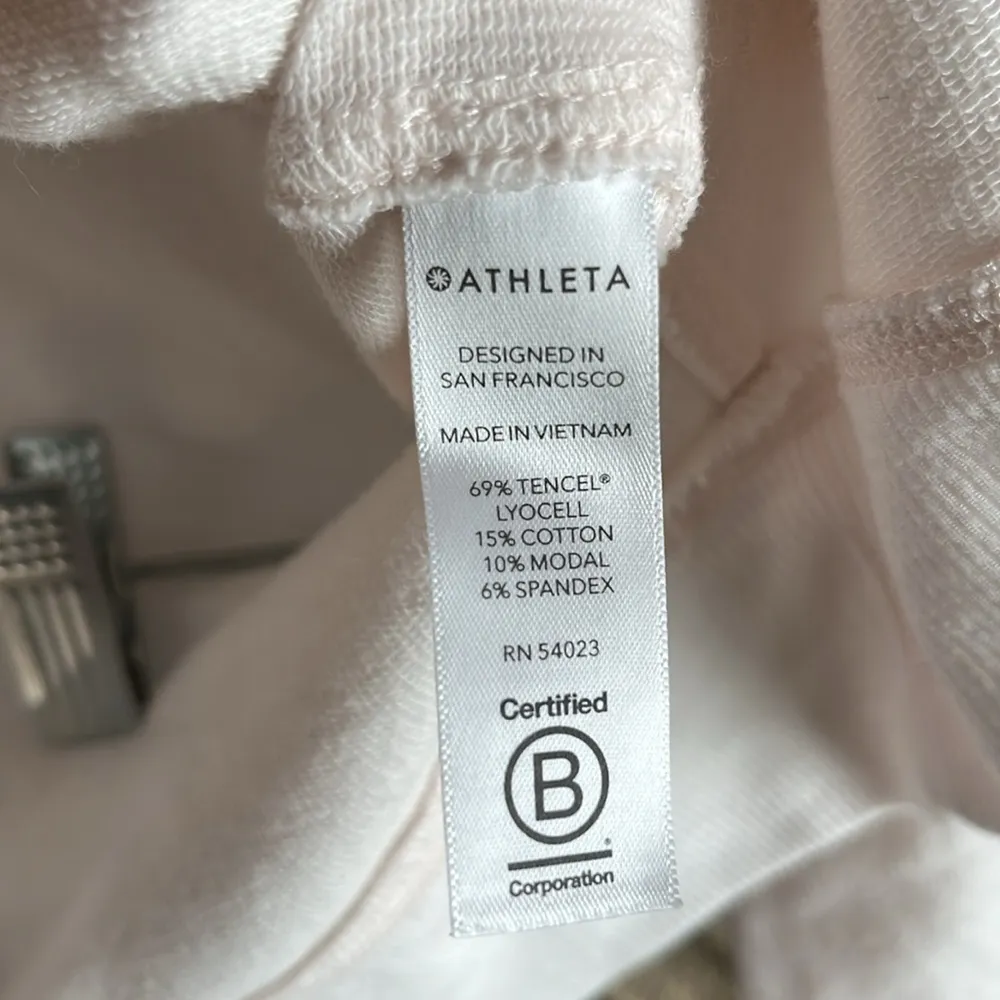 ATHLETA
DESIGNED IN
SAN FRANCISCO
MADE IN VIETNAM
69% TENCEL®
LYOCELL
15% COTTON
10% MODAL
6% SPANDEX
RN 54023
Certified
B
Corporation